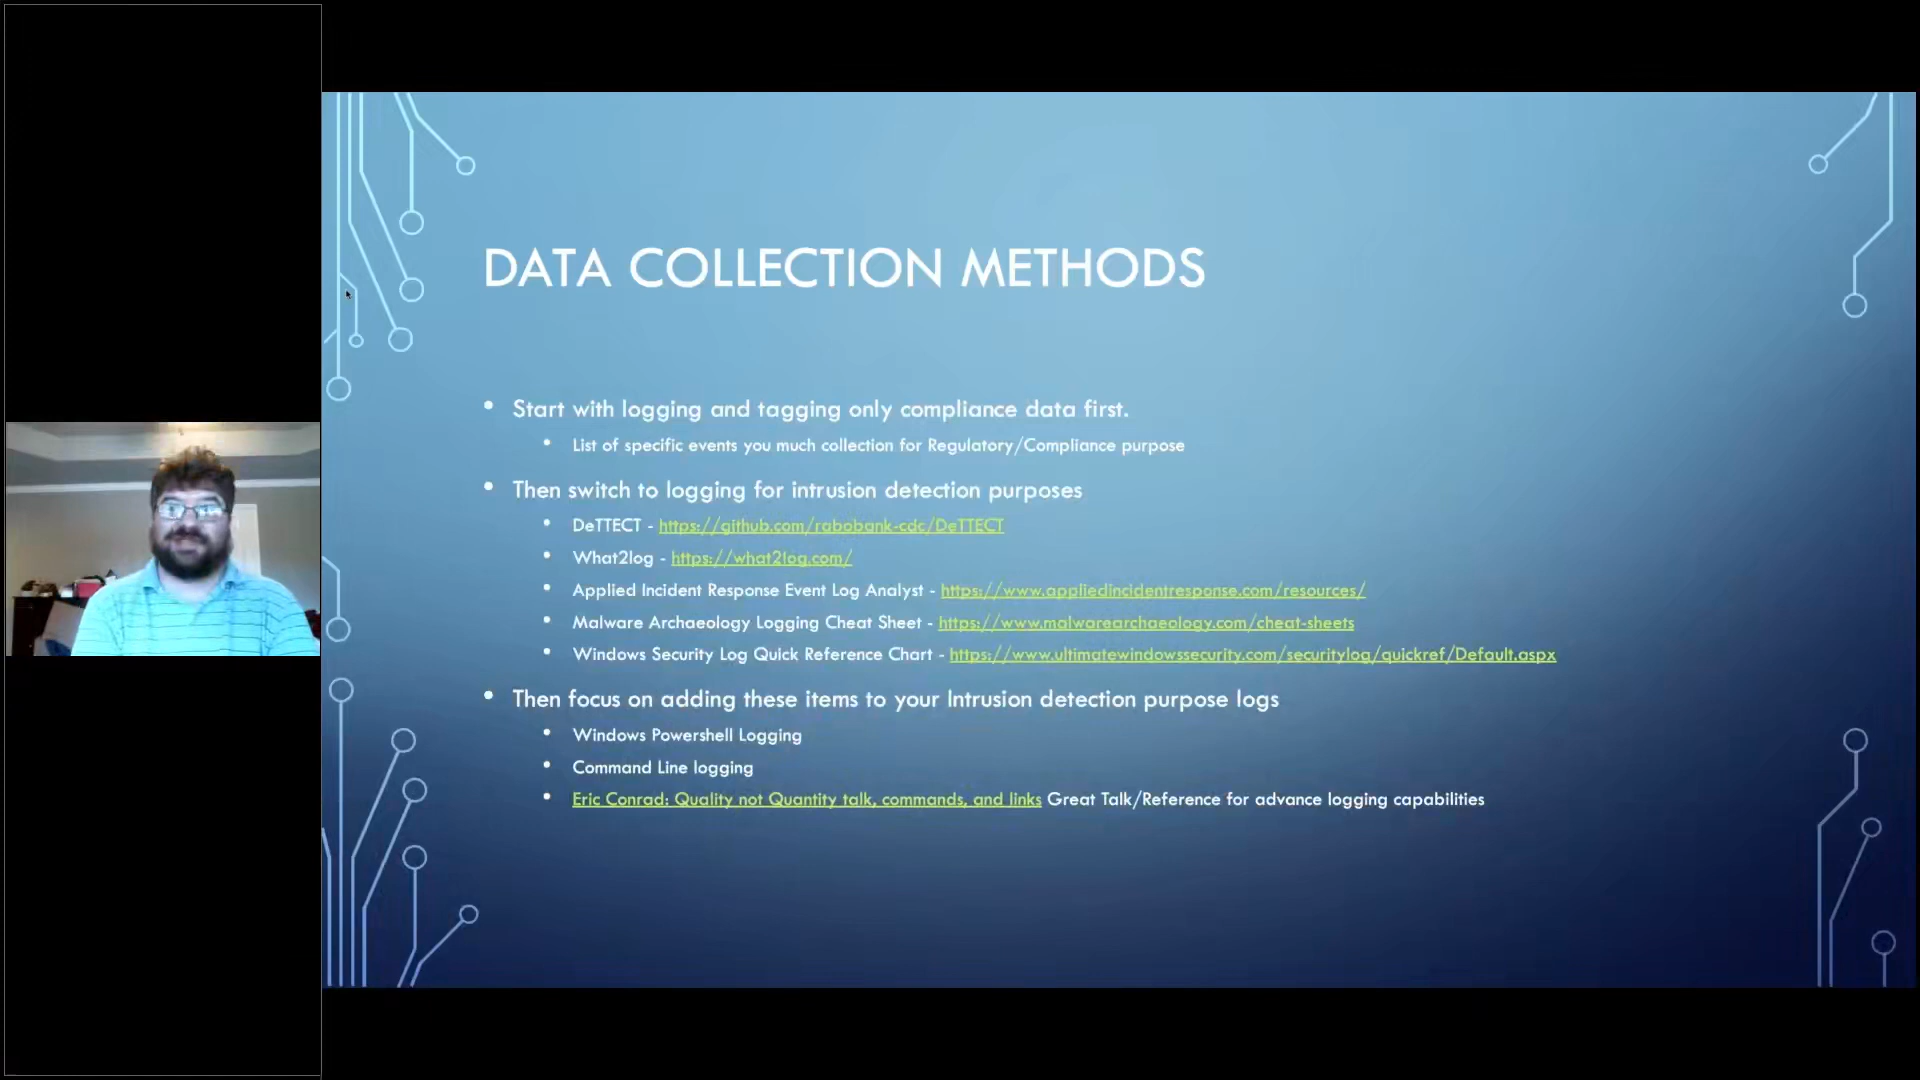 DATA COLLECTION METHODS
• Start with logging and tagging only compliance data first.
• List of specific events you much collection for Regulatory/Compliance purpose
• Then switch to logging for intrusion detection purposes
• DeTTECT - https://github.com/rabobank-cdc/DeTTECT
• What2log - https://what2log.com/
• Applied Incident Response Event Log Analyst - https://www.appliedincidentresponse.com/resources/
• Malware Archaeology Logging Cheat Sheet - https://www.malwarearchaeology.com/cheat-sheets
• Windows Security Log Quick Reference Chart - https://www.ultimatewindowssecurity.com/securitylog/quickref/Default.aspx
• Then focus on adding these items to your Intrusion detection purpose logs
• Windows Powershell Logging
• Command Line logging
• Eric Conrad: Quality not Quantity talk, commands, and links Great Talk/Reference for advance logging capabilities